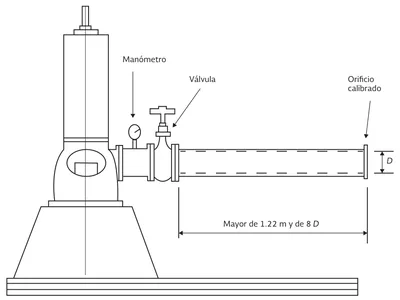 Manómetro
Válvula
Orificio
calibrado
D
Mayor de 1.22 m y de 8 D